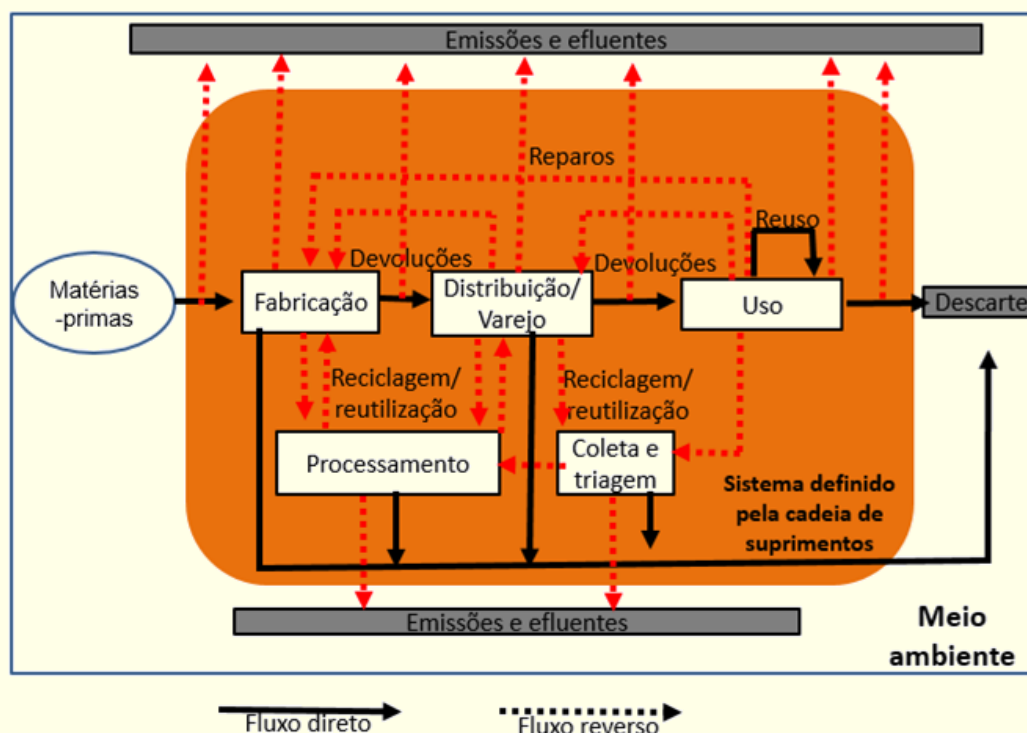 Emissões e efluentes
Reparos
Reuso
Devoluções
Devoluções
Matérias
-primas
Fabricação
Distribuição/
Varejo
Uso
Descarte
Reciclagem/
reutilização
Reciclagem/
reutilização
Processamento
Coleta e
triagem
Sistema definido
pela cadeia de
suprimentos
Emissões e efluentes
Meio
ambiente
Fluxo direto
Fluxo reverso